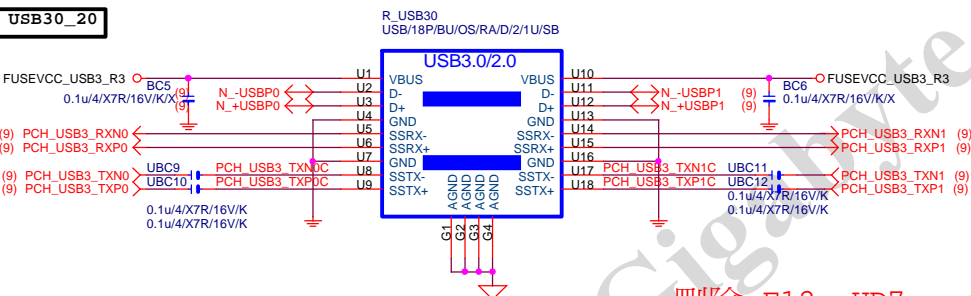 USB30_20
R_USB30
USB/18P/BU/OS/RA/D/2/1U/SB
USB3.0/2.0
FUSEVCC_USB3_R3
BC5
0.1u/4/X7R/16V/K/X
N_-USBP0
N_+USBP0
(9)
(9)
(9) PCH_USB3_RXN0
(9) PCH_USB3_RXP0
(9) PCH_USB3_TXN0
(9) PCH_USB3_TXP0
UBC9
UBC10
PCH_USB3_TXN0C
PCH_USB3_TXP0C
0.1u/4/X7R/16V/K
0.1u/4/X7R/16V/K
U1 VBUS
U2 D-
U3 D+
U4 GND
U5 SSRX-
U6 SSRX+
U7 GND
U8 SSTX-
U9 SSTX+
VBUS U10
D- U11
D+ U12
GND U13
SSRX- U14
SSRX+ U15
GND U16
SSTX- U17
SSTX+ U18
AGND
AGND
AGND
AGND
G1
G2
G3
G4
FUSEVCC_USB3_R3
BC6
0.1u/4/X7R/16V/K/X
N_-USBP1 (9)
N_+USBP1 (9)
PCH_USB3_RXN1 (9)
PCH_USB3_RXP1 (9)
PCH_USB3_TXN1C
PCH_USB3_TXP1C
UBC11
UBC12
PCH_USB3_TXN1 (9)
PCH_USB3_TXP1 (9)
0.1u/4/X7R/16V/K
0.1u/4/X7R/16V/K
Gigabyte